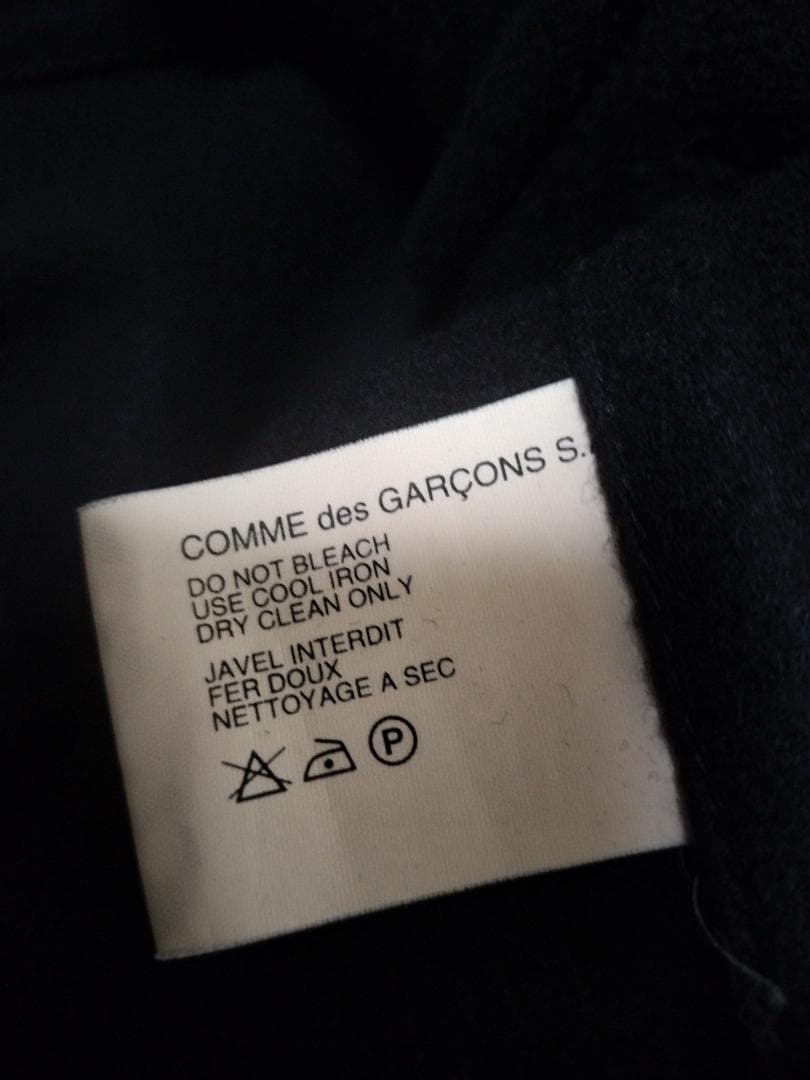 COMME des GARÇONS S.
DO NOT BLEACH
USE COOL IRON
DRY CLEAN ONLY
JAVEL INTERDIT
FER DOUX
NETTOYAGE A SEC
P